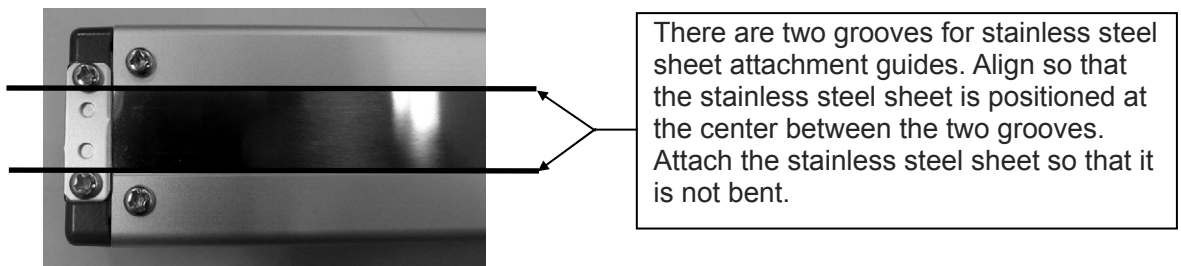 There are two grooves for stainless steel
sheet attachment guides. Align so that
the stainless steel sheet is positioned at
the center between the two grooves.
Attach the stainless steel sheet so that it
is not bent.